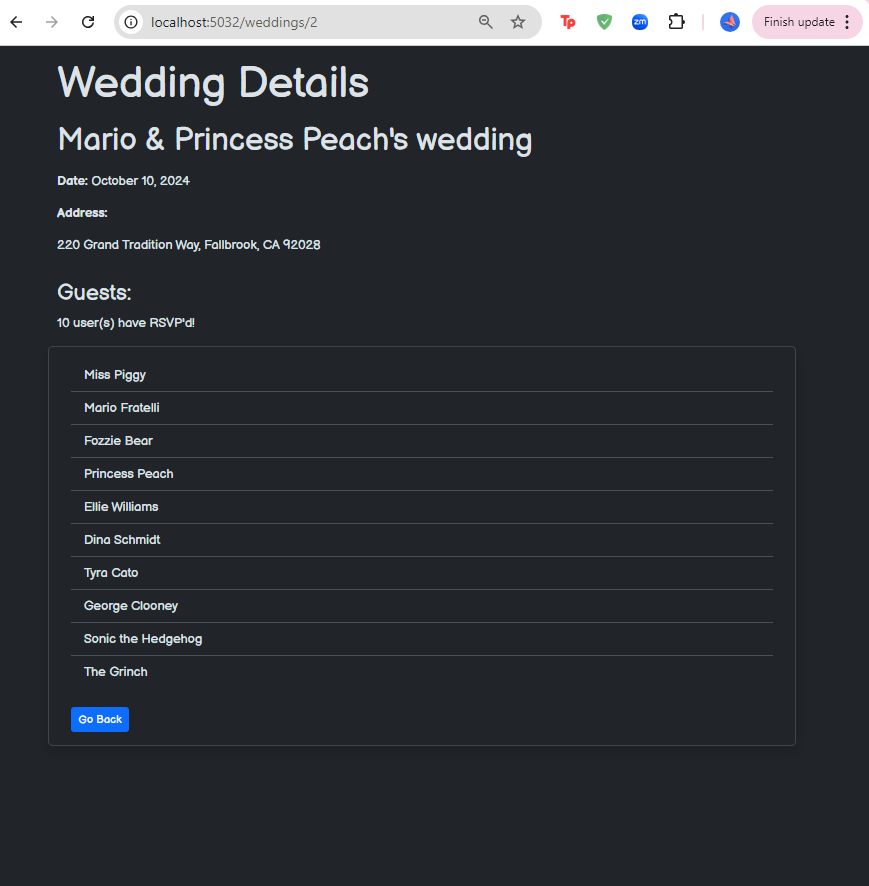 localhost:5032/weddings/2
Tp
zm
Finish update
Wedding Details
Mario & Princess Peach's wedding
Date: October 10, 2024
Address:
220 Grand Tradition Way, Fallbrook, CA 92028
Guests:
10 user(s) have RSVP'd!
Miss Piggy
Mario Fratelli
Fozzie Bear
Princess Peach
Ellie Williams
Dina Schmidt
Tyra Cato
George Clooney
Sonic the Hedgehog
The Grinch
Go Back